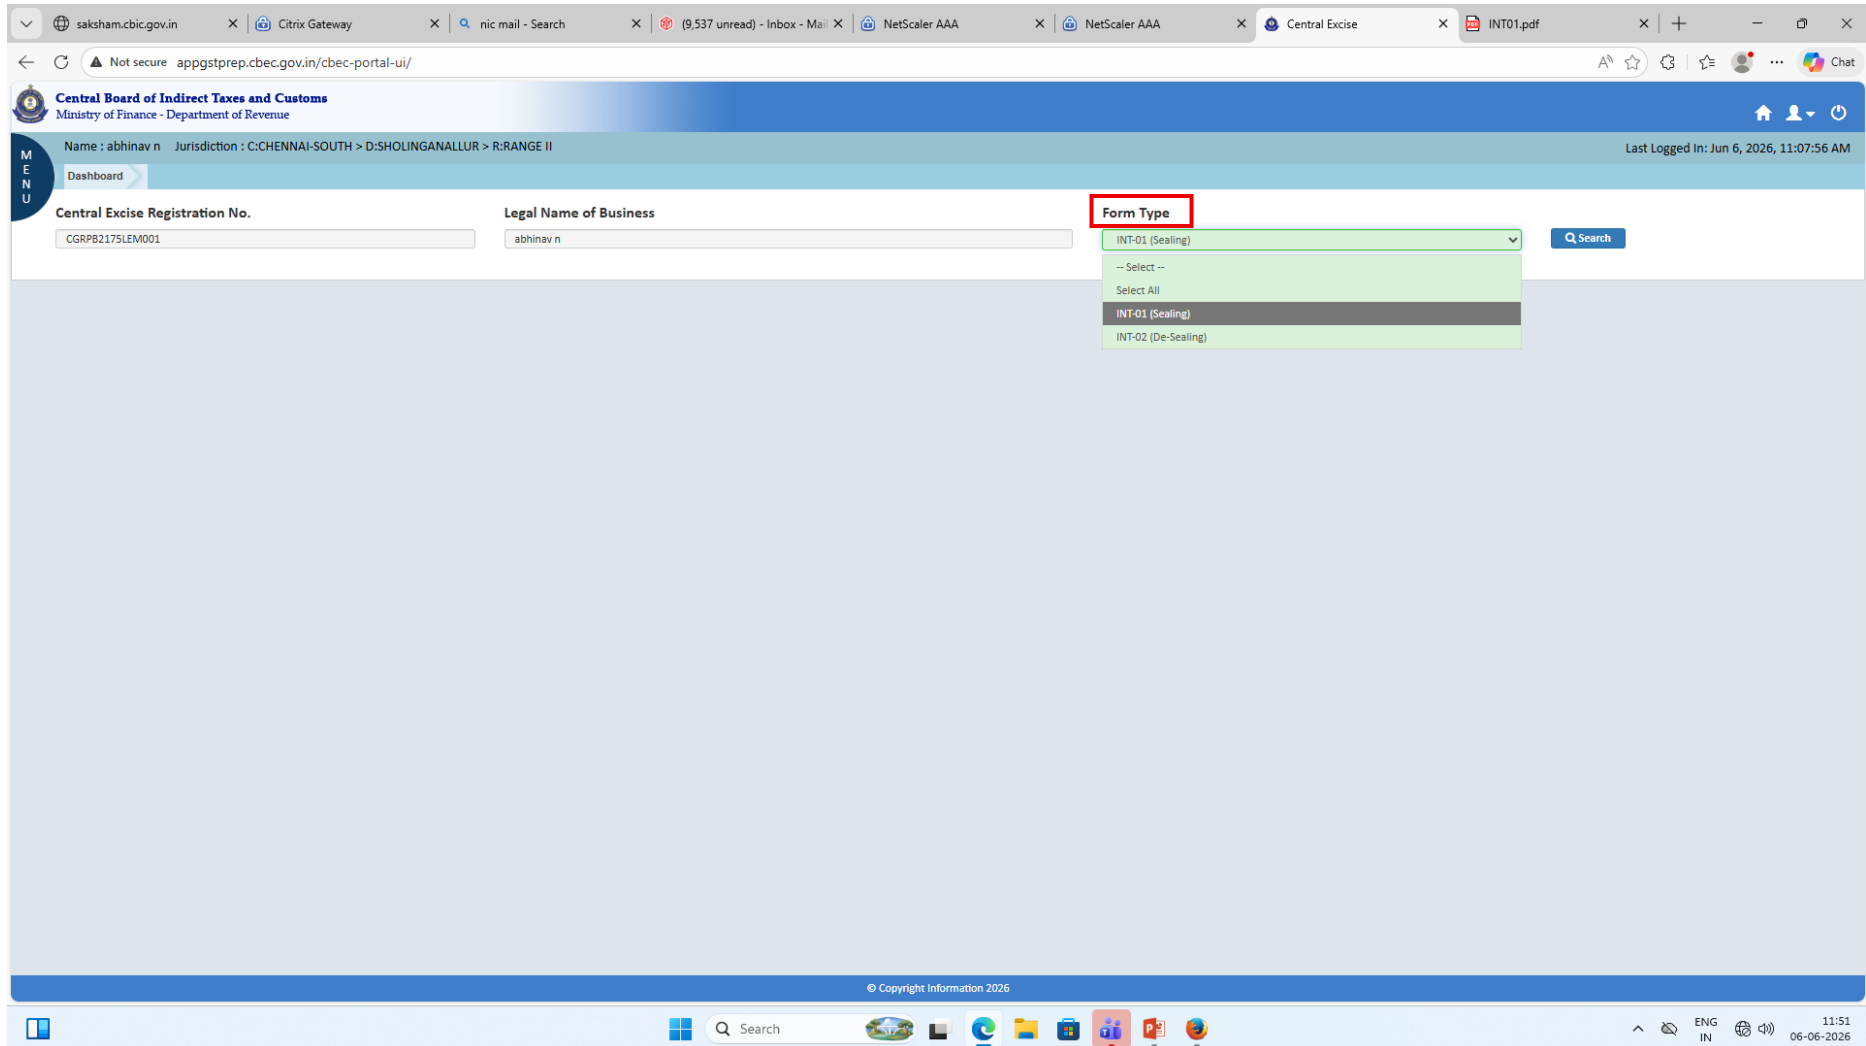 saksham.cbic.gov.in
Citrix Gateway
nic mail - Search
(9,537 unread) - Inbox - Mail
NetScaler AAA
NetScaler AAA
Central Excise
INT01.pdf
Not secure appgstprep.cbec.gov.in/cbec-portal-ui/
Chat
Central Board of Indirect Taxes and Customs
Ministry of Finance - Department of Revenue
MENU
Name : abhinav n Jurisdiction : C:CHENNAI-SOUTH > D:SHOLINGANALLUR > R:RANGE II
Last Logged In: Jun 6, 2026, 11:07:56 AM
Dashboard
Central Excise Registration No.
Legal Name of Business
Form Type
CGRPB2175LEM001
abhinav n
INT-01 (Sealing)
Search
-- Select --
Select All
INT-01 (Sealing)
INT-02 (De-Sealing)
© Copyright Information 2026
Search
ENG
IN
11:51
06-06-2026